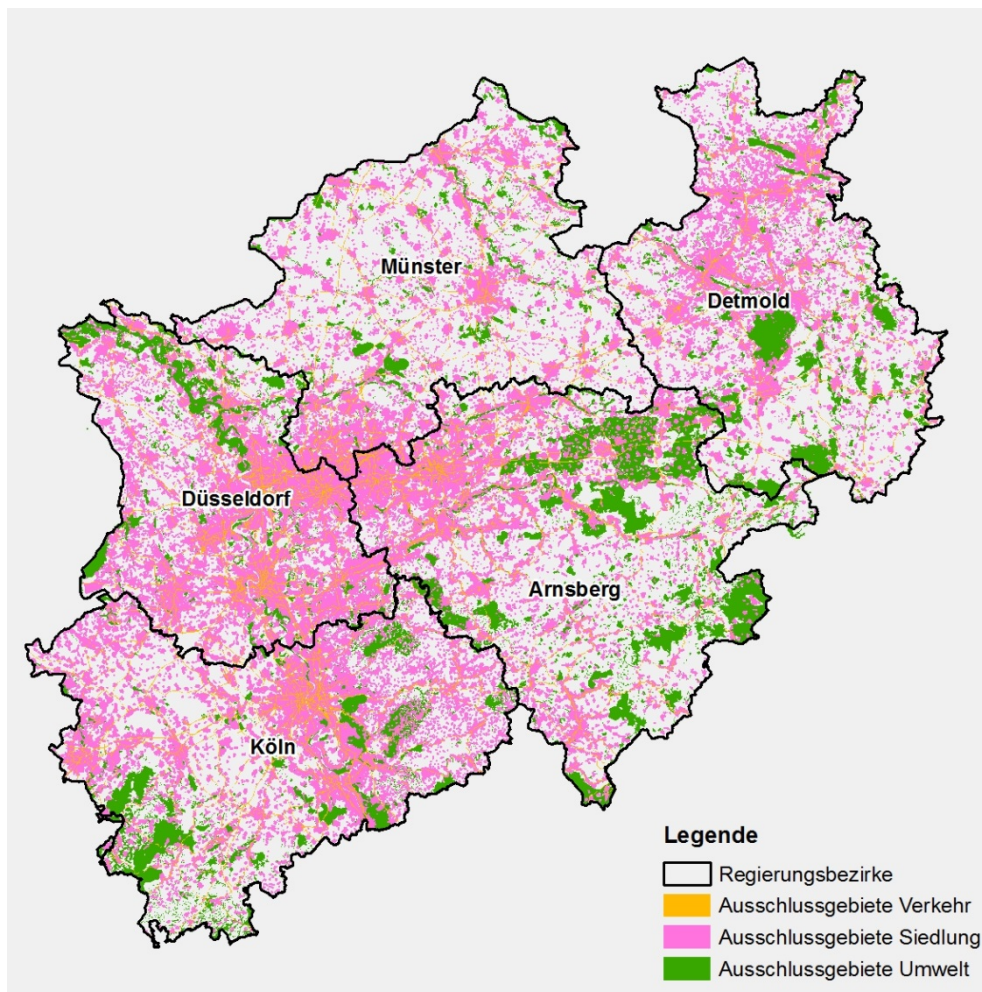 Münster
Detmold
Düsseldorf
Arnsberg
Köln
Legende
Regierungsbezirke
Ausschlussgebiete Verkehr
Ausschlussgebiete Siedlung
Ausschlussgebiete Umwelt